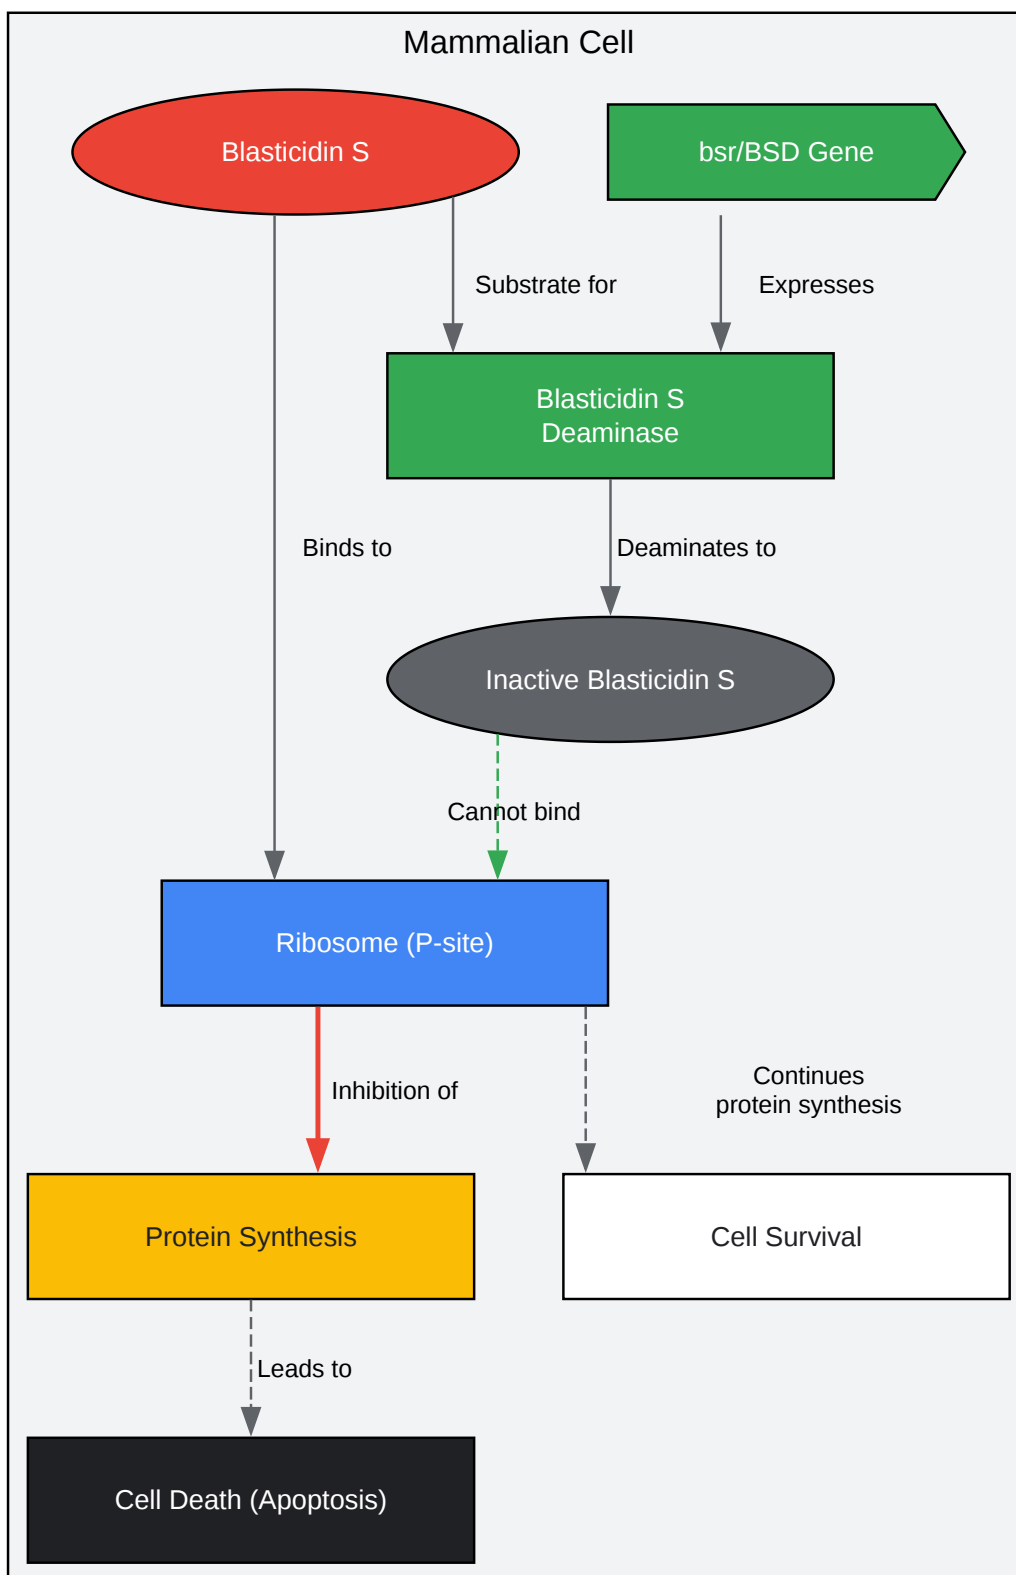 Mammalian Cell
Blasticidin S
bsr/BSD Gene
Substrate for
Expresses
Blasticidin S
Deaminase
Binds to
Deaminates to
Inactive Blasticidin S
Cannot bind
Ribosome (P-site)
Inhibition of
Continues
protein synthesis
Protein Synthesis
Cell Survival
Leads to
Cell Death (Apoptosis)